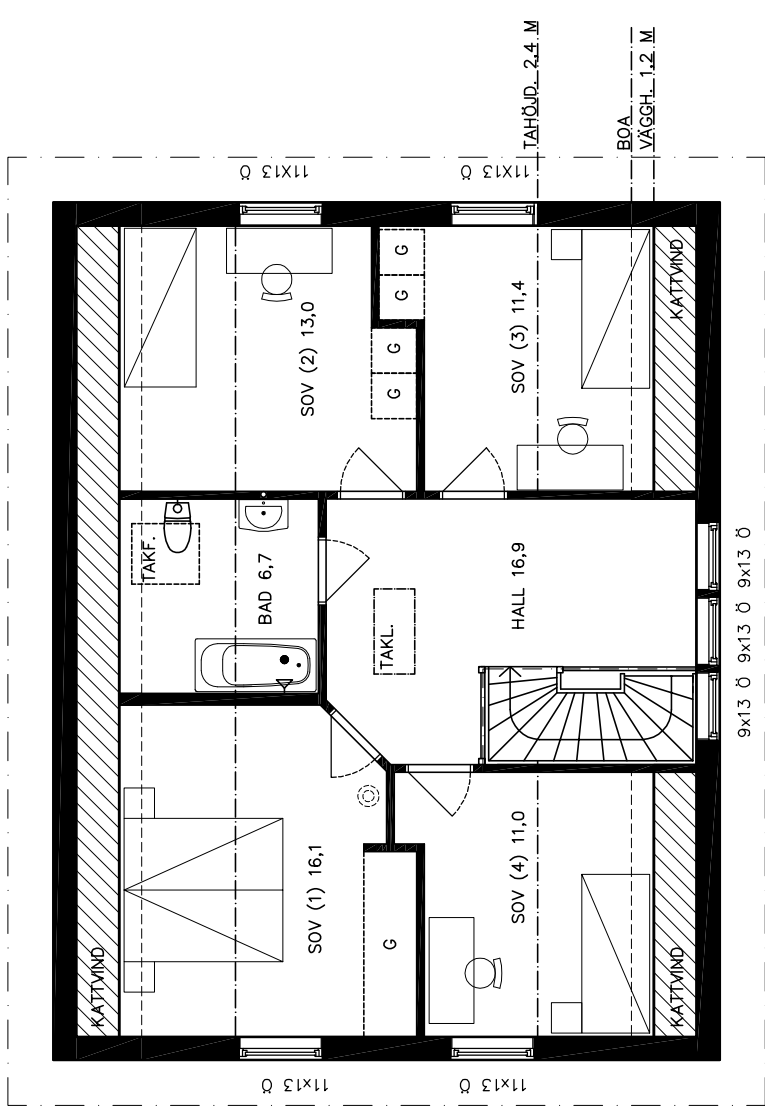 TAHÖJD. 2,4 M
BOA
VÄGGH. 1,2 M
11X13 Ö
11X13 Ö
KATTVIND
SOV (2) 13,0
G
G
G
G
SOV (3) 11,4
TAKF.
BAD 6,7
TAKL.
HALL 16,9
9x13 Ö
9x13 Ö
9x13 Ö
SOV (1) 16,1
G
SOV (4) 11,0
KATTVIND
KATTVIND
11x13 Ö
11x13 Ö